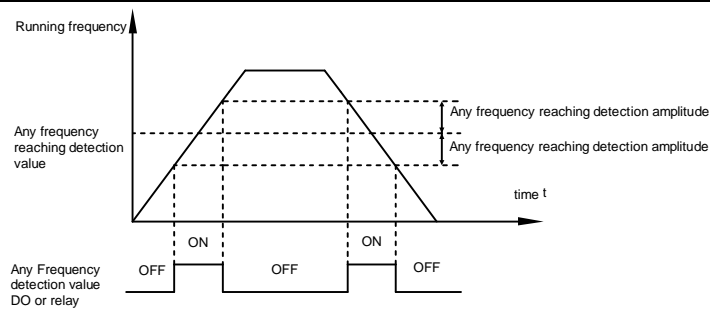 Running frequency
Any frequency reaching detection amplitude
Any frequency
reaching detection
value
Any frequency reaching detection amplitude
time t
ON
ON
Any Frequency
detection value
DO or relay
OFF
OFF
OFF